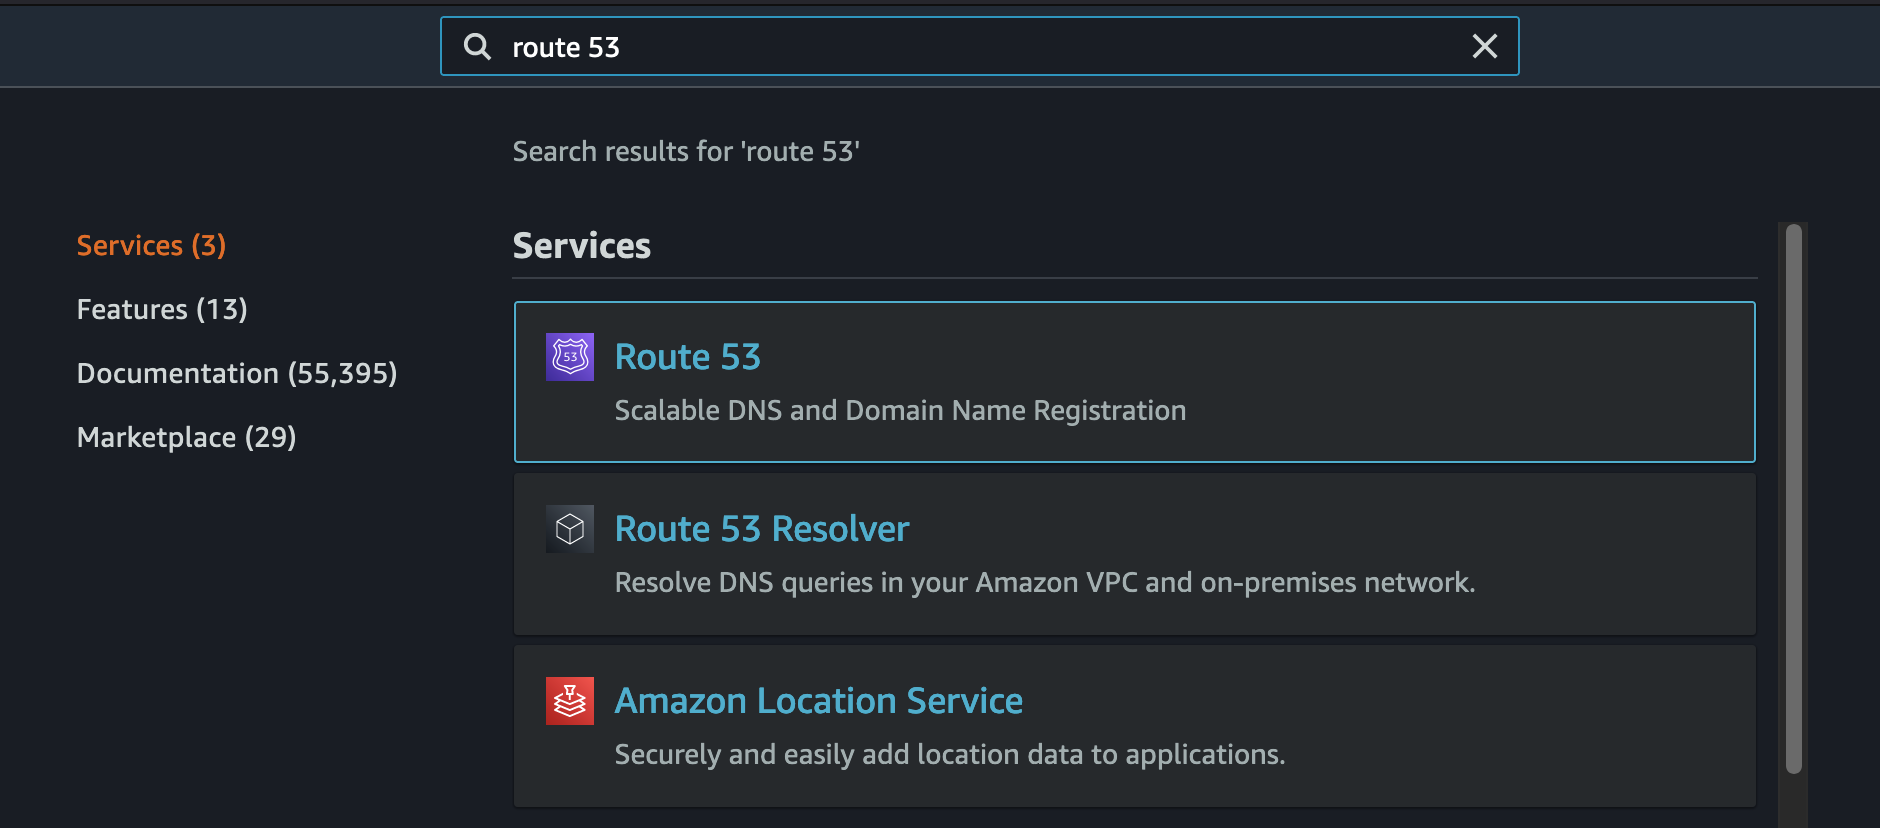 route 53
Search results for 'route 53'
Services (3)
Features (13)
Documentation (55,395)
Marketplace (29)
Services
53
Route 53
Scalable DNS and Domain Name Registration
Route 53 Resolver
Resolve DNS queries in your Amazon VPC and on-premises network.
Amazon Location Service
Securely and easily add location data to applications.